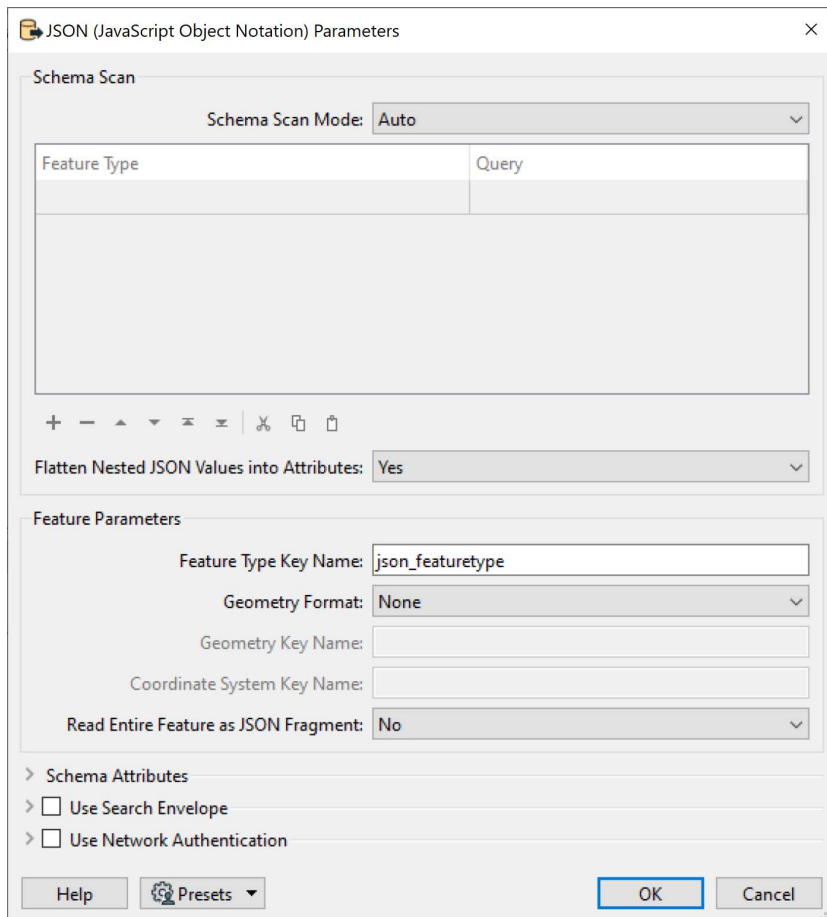 JSON (JavaScript Object Notation) Parameters
Schema Scan
Schema Scan Mode: Auto
Feature Type Query
Flatten Nested JSON Values into Attributes: Yes
Feature Parameters
Feature Type Key Name: json_featuretype
Geometry Format: None
Geometry Key Name:
Coordinate System Key Name:
Read Entire Feature as JSON Fragment: No
Schema Attributes
Use Search Envelope
Use Network Authentication
Help Presets OK Cancel